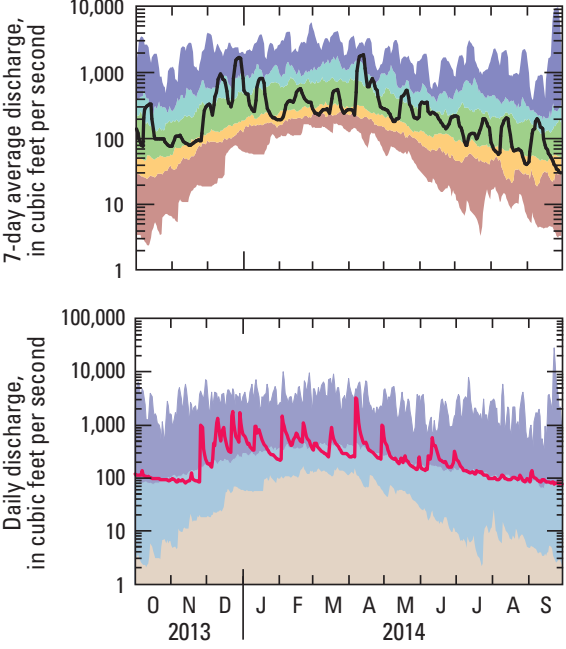 7-day average discharge,
in cubic feet per second
10,000
1,000
100
10
1
Daily discharge,
in cubic feet per second
100,000
10,000
1,000
100
10
1
O N D J F M A M J J A S
2013 2014